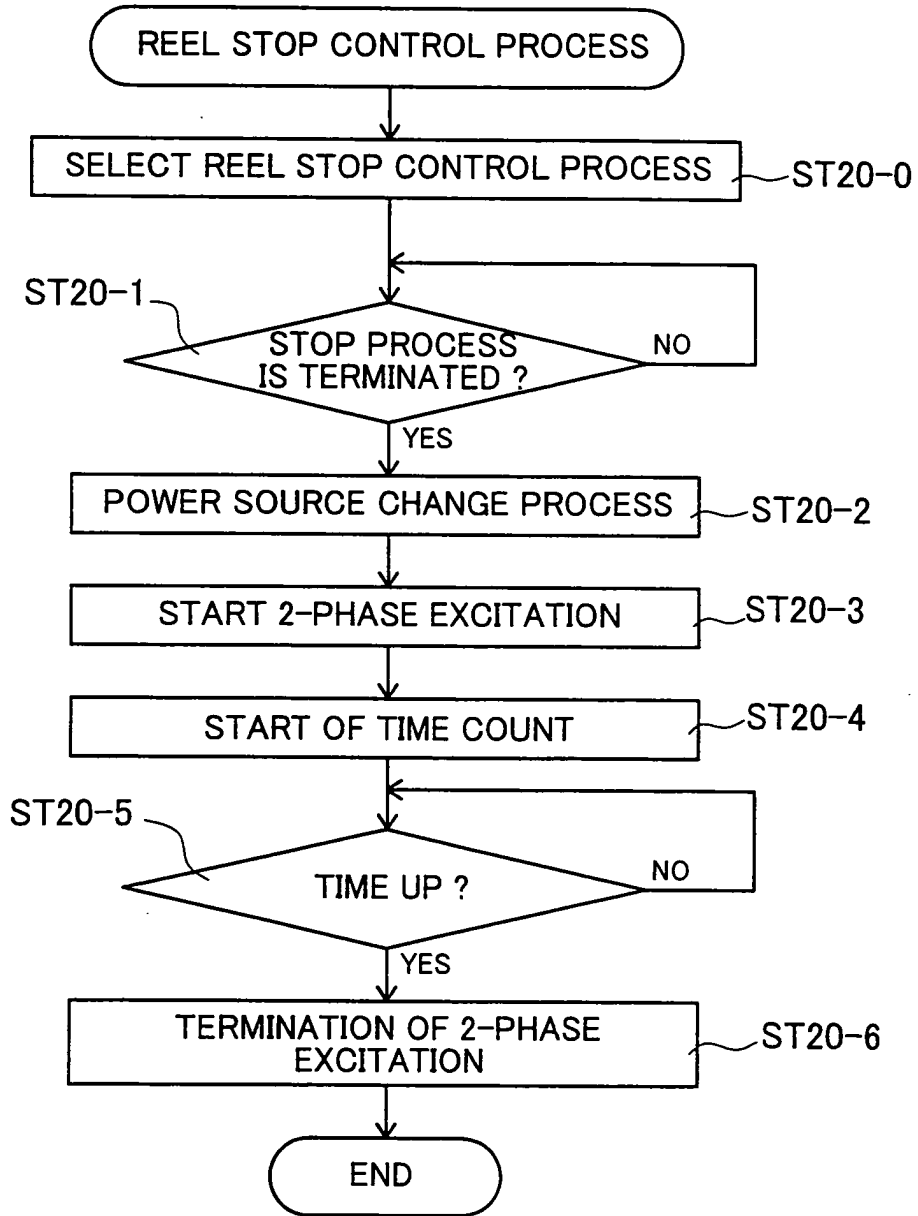 REEL STOP CONTROL PROCESS
SELECT REEL STOP CONTROL PROCESS
ST20-0
ST20-1
STOP PROCESS
IS TERMINATED ?
NO
YES
POWER SOURCE CHANGE PROCESS
ST20-2
START 2-PHASE EXCITATION
ST20-3
START OF TIME COUNT
ST20-4
ST20-5
TIME UP ?
NO
YES
TERMINATION OF 2-PHASE
EXCITATION
ST20-6
END